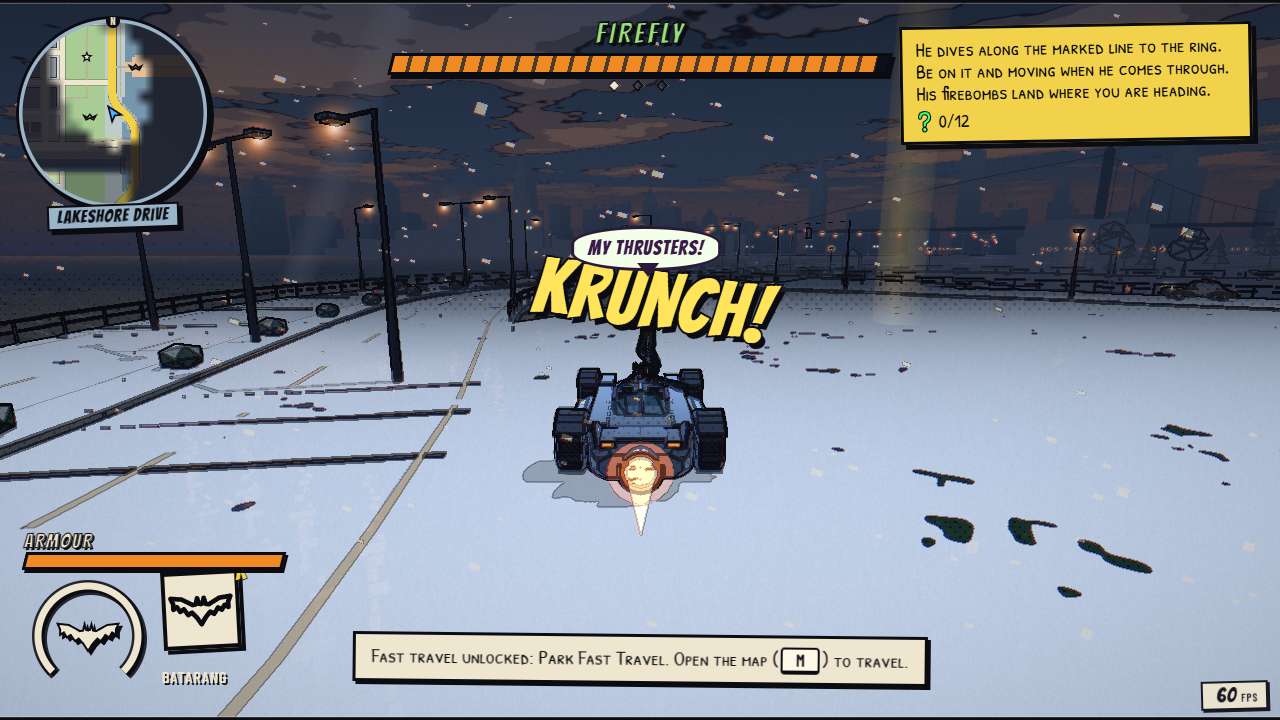 N
FIREFLY
HE DIVES ALONG THE MARKED LINE TO THE RING.
BE ON IT AND MOVING WHEN HE COMES THROUGH.
HIS FIREBOMBS LAND WHERE YOU ARE HEADING.
? 0/12
LAKESHORE DRIVE
MY THRUSTERS!
KRUNCH!
ARMOUR
BATARANG
FAST TRAVEL UNLOCKED: PARK FAST TRAVEL. OPEN THE MAP (M) TO TRAVEL.
60 FPS